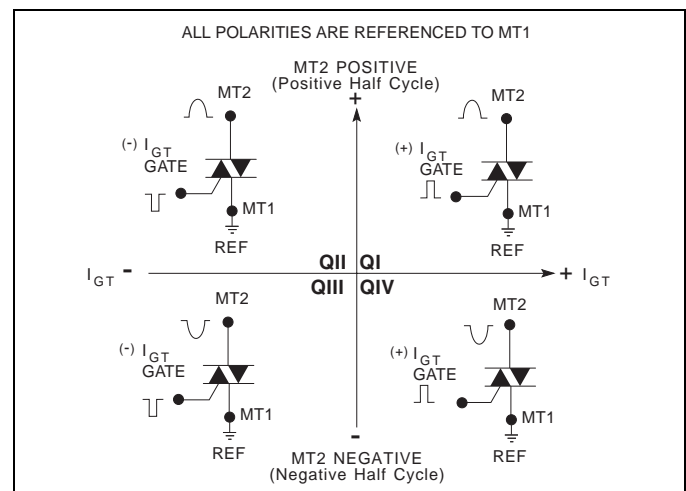 ALL POLARITIES ARE REFERENCED TO MT1
MT2 POSITIVE
(Positive Half Cycle)
+
MT2
(-) I GT
GATE
MT1
REF
MT2
(+) I GT
GATE
MT1
REF
I GT -
QII QI
QIII QIV
+ I GT
MT2
(-) I GT
GATE
MT1
REF
MT2
(+) I GT
GATE
MT1
REF
-
MT2 NEGATIVE
(Negative Half Cycle)